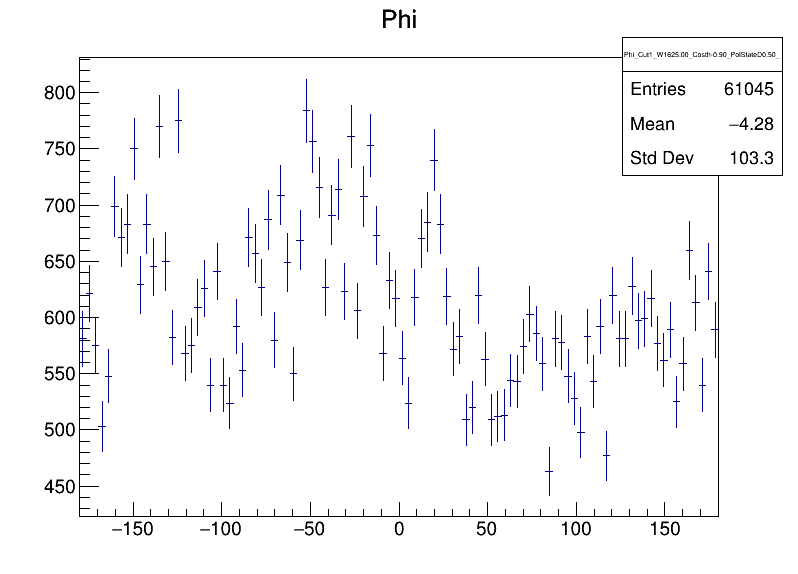 Phi
Phi_Cut1_W1625.00_Costh-0.90_PolStateD0.50_
Entries 61045
Mean −4.28
Std Dev 103.3
800
750
700
650
600
550
500
450
−150 −100 −50 0 50 100 150